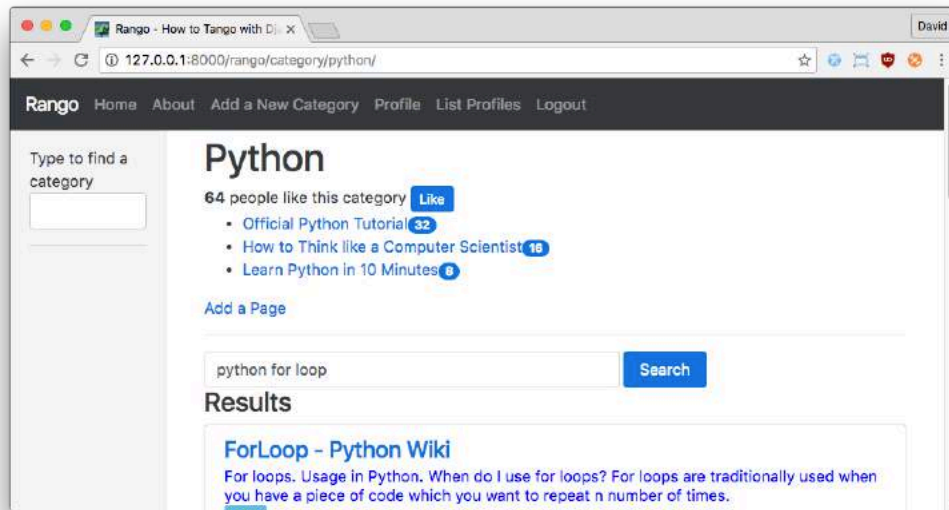 Rango - How to Tango with Dj
David
127.0.0.1:8000/rango/category/python/
Rango Home About Add a New Category Profile List Profiles Logout
Type to find a
category
Python
64 people like this category Like
• Official Python Tutorial 32
• How to Think like a Computer Scientist 16
• Learn Python in 10 Minutes 8
Add a Page
python for loop Search
Results
ForLoop - Python Wiki
For loops. Usage in Python. When do I use for loops? For loops are traditionally used when
you have a piece of code which you want to repeat n number of times.